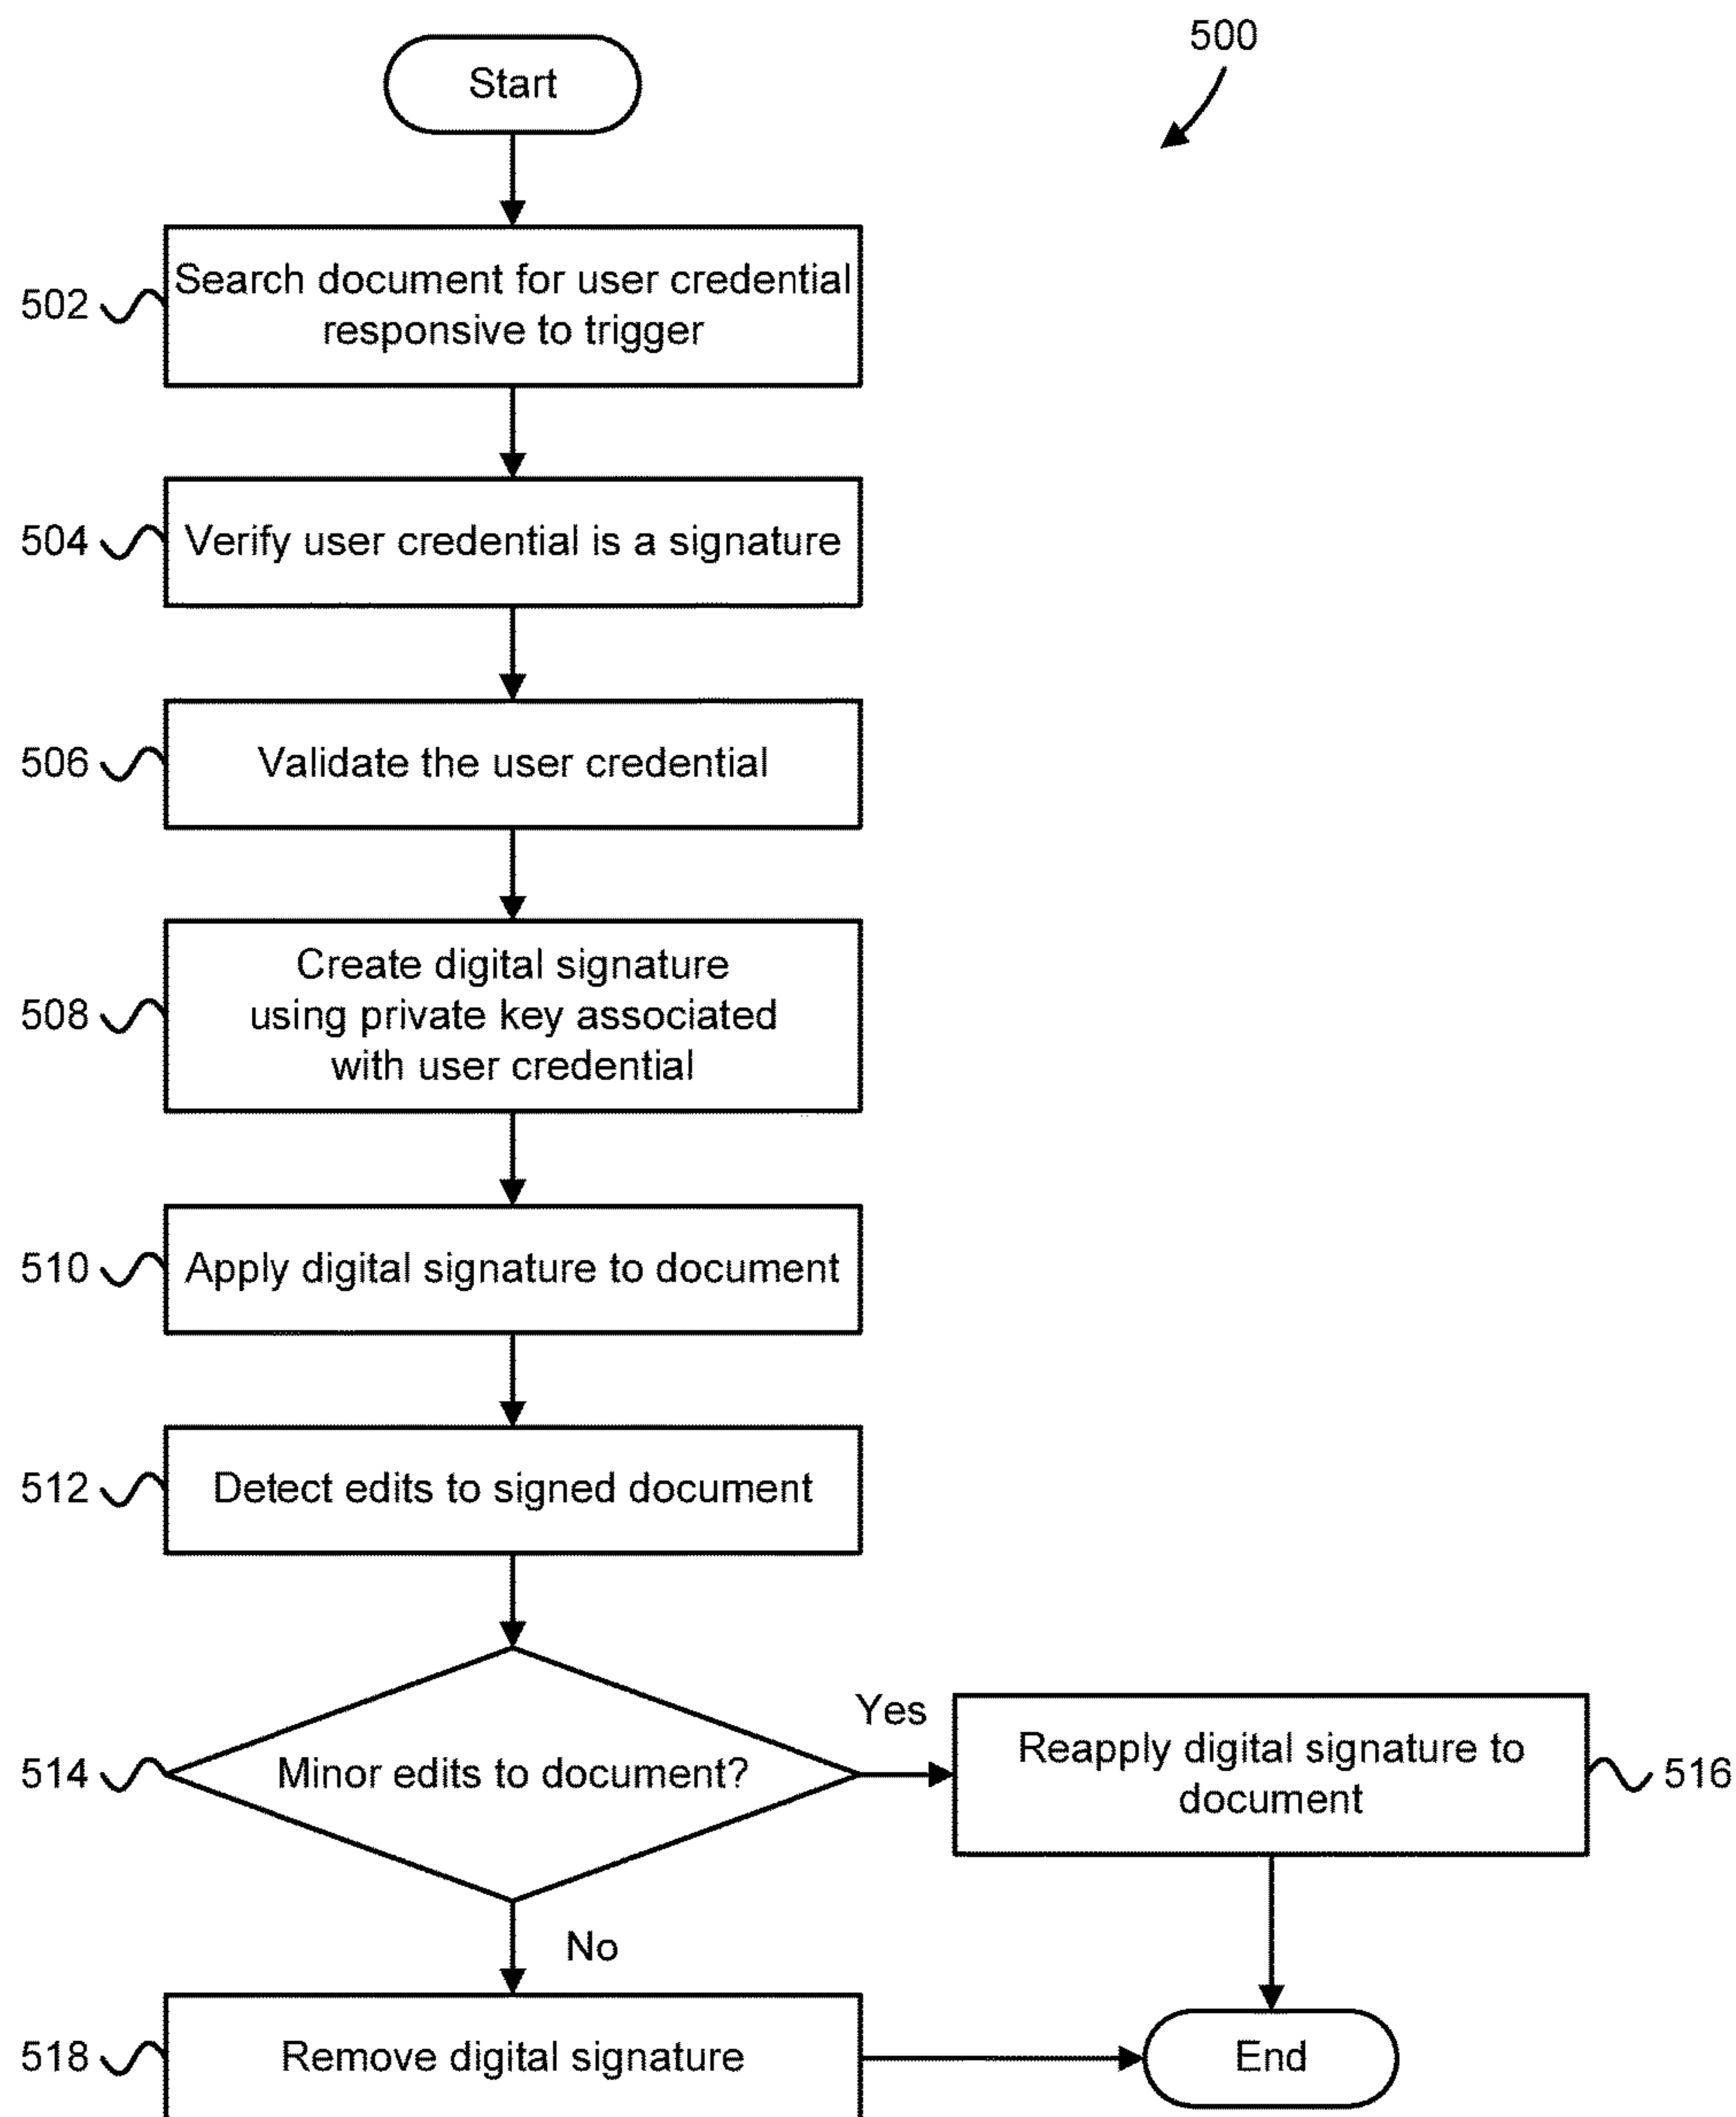 500
Start
502
Search document for user credential
responsive to trigger
504
Verify user credential is a signature
506
Validate the user credential
508
Create digital signature
using private key associated
with user credential
510
Apply digital signature to document
512
Detect edits to signed document
514
Minor edits to document?
Yes
Reapply digital signature to
document
516
No
518
Remove digital signature
End